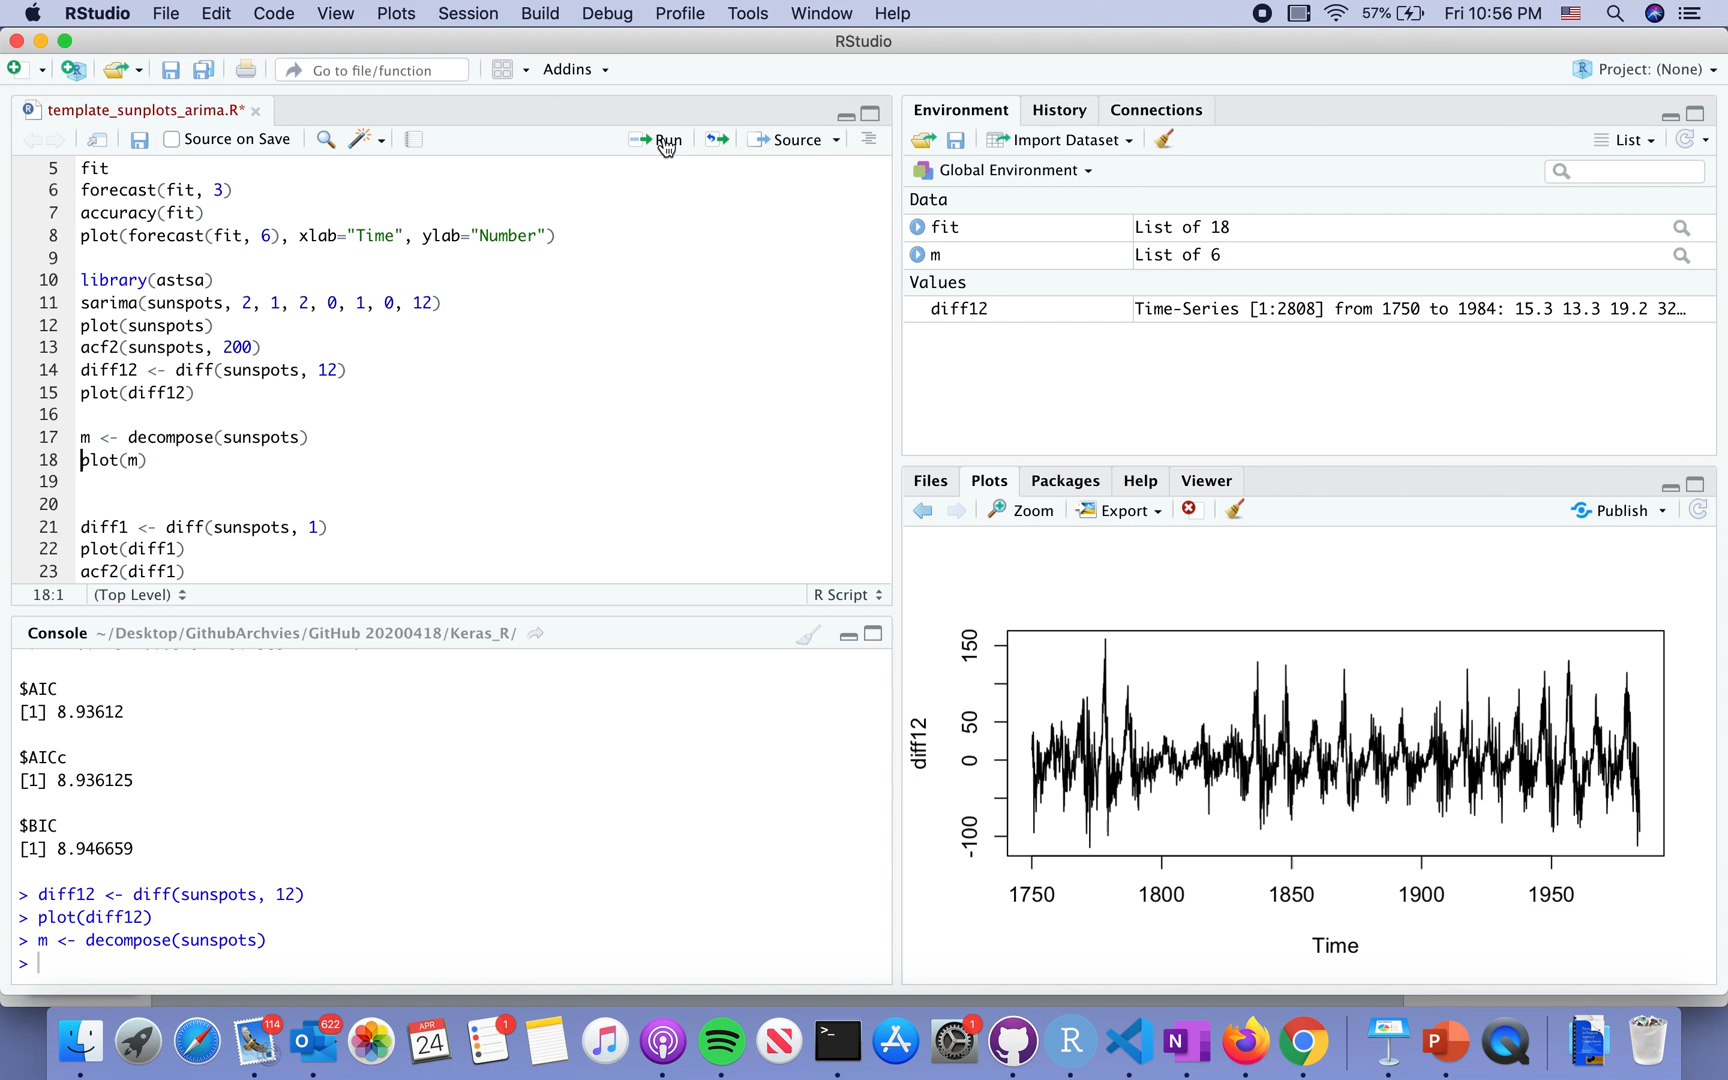 RStudio File Edit Code View Plots Session Build Debug Profile Tools Window Help 57% Fri 10:56 PM
RStudio
Go to file/function Addins Project: (None)
template_sunplots_arima.R*
Source on Save Run Source
5 fit
6 forecast(fit, 3)
7 accuracy(fit)
8 plot(forecast(fit, 6), xlab="Time", ylab="Number")
9
10 library(astsa)
11 sarima(sunspots, 2, 1, 2, 0, 1, 0, 12)
12 plot(sunspots)
13 acf2(sunspots, 200)
14 diff12 <- diff(sunspots, 12)
15 plot(diff12)
16
17 m <- decompose(sunspots)
18 plot(m)
19
20
21 diff1 <- diff(sunspots, 1)
22 plot(diff1)
23 acf2(diff1)
18:1 (Top Level) R Script
Console ~/Desktop/GithubArchvies/GitHub 20200418/Keras_R/
$AIC
[1] 8.93612
$AICc
[1] 8.936125
$BIC
[1] 8.946659
> diff12 <- diff(sunspots, 12)
> plot(diff12)
> m <- decompose(sunspots)
>
Environment History Connections
Import Dataset List
Global Environment
Data
fit List of 18
m List of 6
Values
diff12 Time-Series [1:2808] from 1750 to 1984: 15.3 13.3 19.2 32…
Files Plots Packages Help Viewer
Zoom Export Publish
diff12
150
50
0
-100
1750 1800 1850 1900 1950
Time
114 622 APR 24 1 1